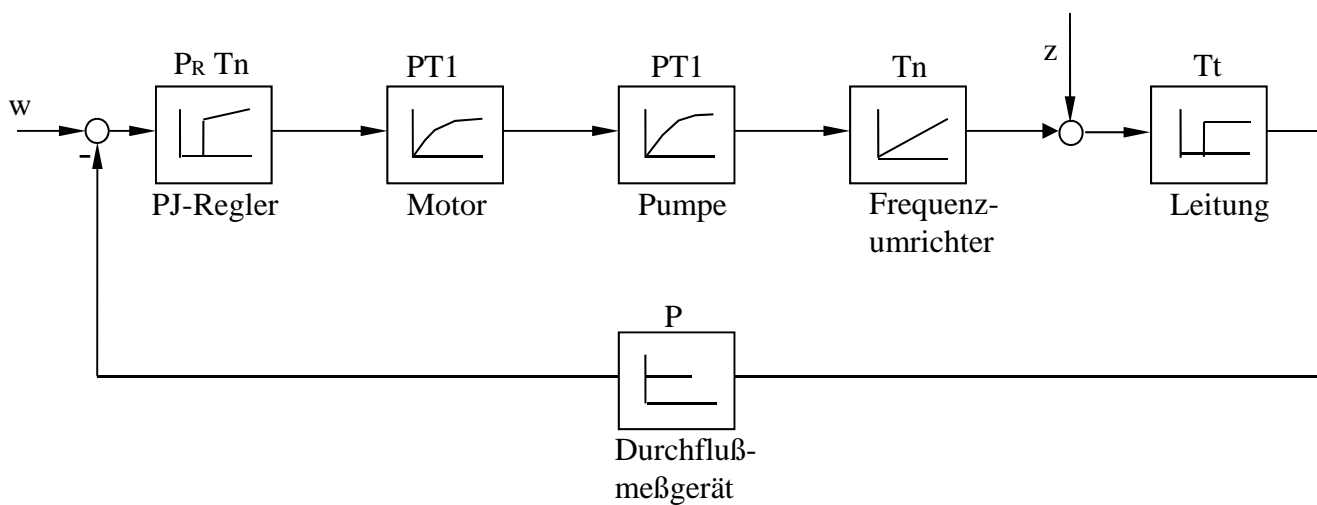 PR Tn
PT1
PT1
Tn
z
Tt
w
-
PJ-Regler
Motor
Pumpe
Frequenz-
umrichter
Leitung
P
Durchfluß-
meßgerät